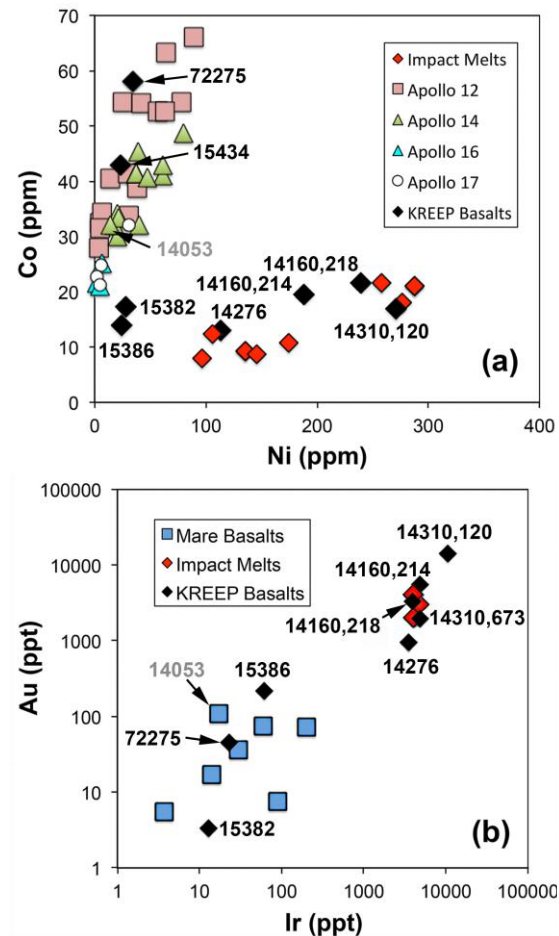 70
(a)
60
72275
Impact Melts
Apollo 12
50
Apollo 14
Apollo 16
15434
Apollo 17
40
KREEP Basalts
Co (ppm)
30
14053
14160,218
14160,214
20
15382
14276
10
15386
14310,120
(a)
0
0 100 200 300 400
Ni (ppm)
100000
Mare Basalts
14310,120
Impact Melts
10000
KREEP Basalts
14160,214
14160,218
14310,673
1000
14276
Au (ppt)
14053
15386
100
72275
10
15382
(b)
1
1 10 100 1000 10000 100000
Ir (ppt)